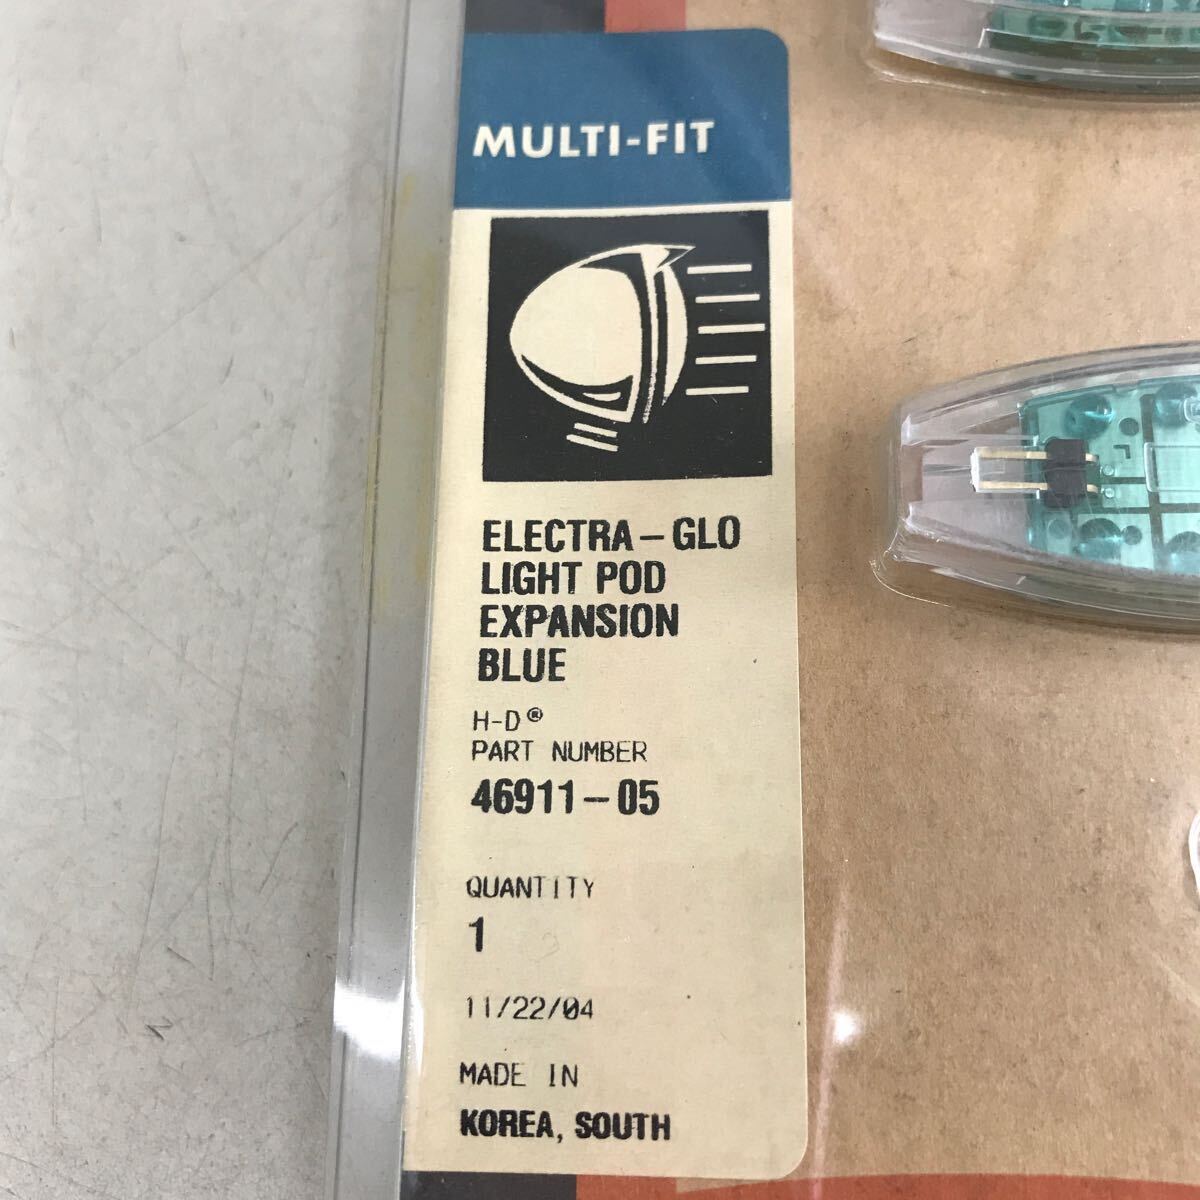 MULTI-FIT
ELECTRA-GLO
LIGHT POD
EXPANSION
BLUE
H-D®
PART NUMBER
46911-05
QUANTITY
1
11/22/04
MADE IN
KOREA, SOUTH